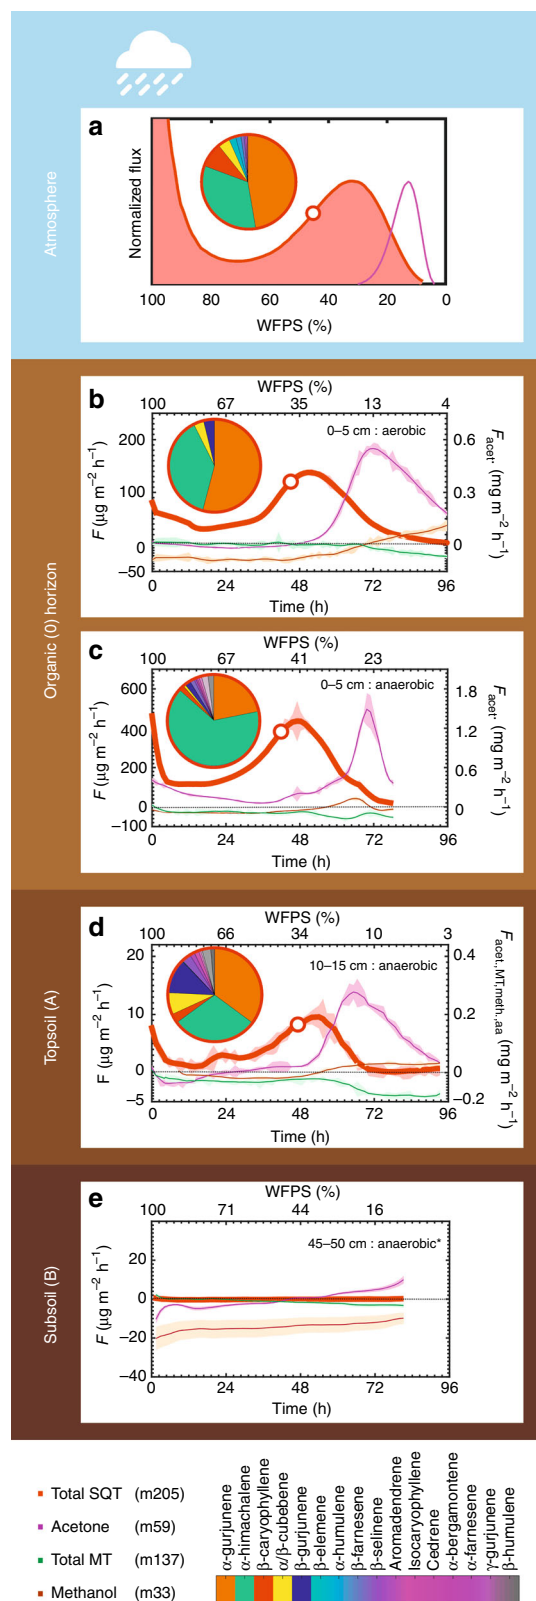 Atmosphere
a
Normalized flux
100 80 60 40 20 0
WFPS (%)
Organic (0) horizon
b
WFPS (%)
100 67 35 13 4
0–5 cm : aerobic
F (µg m−2 h−1)
200
100
0
−50
Facet. (mg m−2 h−1)
0.6
0.3
0
0 24 48 72 96
Time (h)
c
WFPS (%)
100 67 41 23
0–5 cm : anaerobic
F (µg m−2 h−1)
600
400
200
0
−100
Facet. (mg m−2 h−1)
1.8
1.2
0.6
0
0 24 48 72 96
Time (h)
Topsoil (A)
d
WFPS (%)
100 66 34 10 3
10–15 cm : anaerobic
F (µg m−2 h−1)
20
10
0
−5
Facet.,MT,meth.,aa (mg m−2 h−1)
0.4
0.2
0
−0.2
0 24 48 72 96
Time (h)
Subsoil (B)
e
WFPS (%)
100 71 44 16
45–50 cm : anaerobic*
F (µg m−2 h−1)
20
0
−20
−40
0 24 48 72 96
Time (h)
Total SQT (m205)
Acetone (m59)
Total MT (m137)
Methanol (m33)
α-gurjunene
α-himachalene
β-caryophyllene
α/β-cubebene
β-gurjunene
β-elemene
α-humulene
β-farnesene
β-selinene
Aromadendrene
Isocaryophyllene
Cedrene
α-bergamontene
α-farnesene
γ-gurjunene
β-humulene